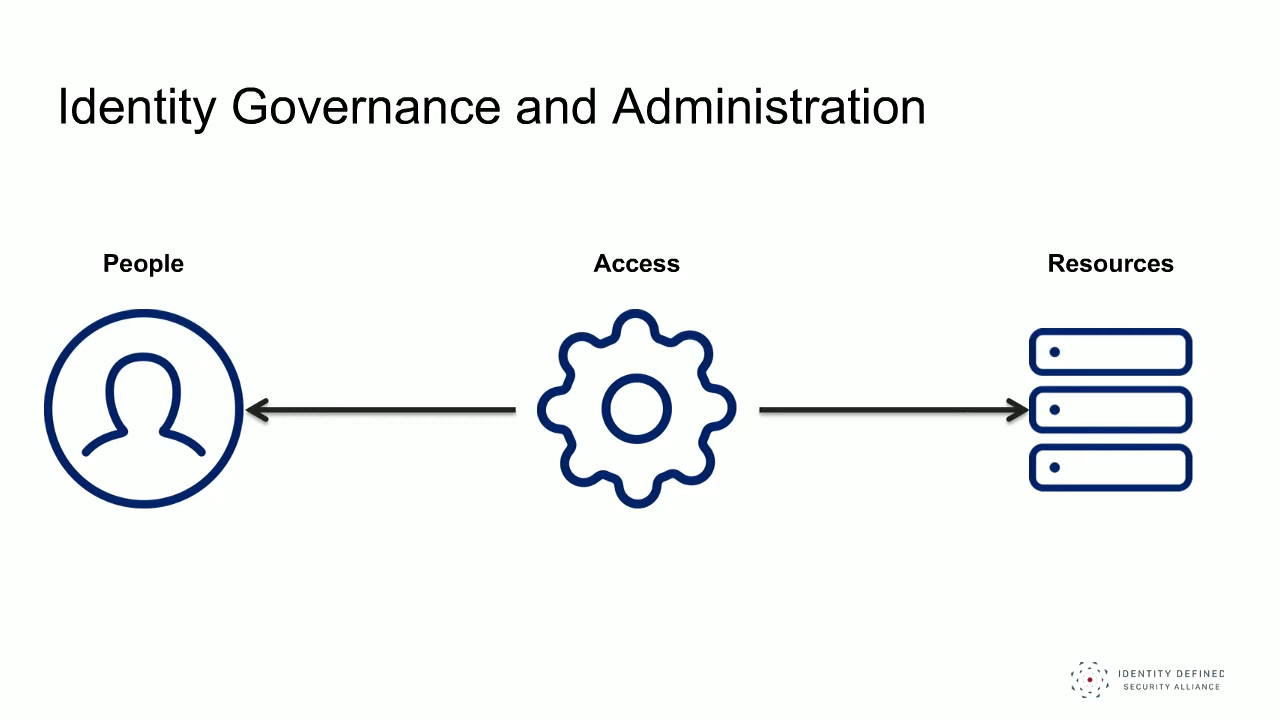 Identity Governance and Administration
People
Access
Resources
IDENTITY DEFINED
SECURITY ALLIANCE